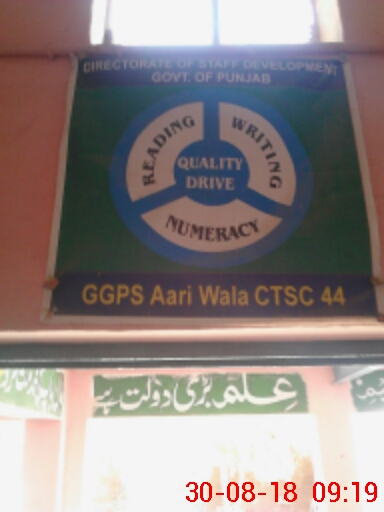 DIRECTORATE OF STAFF DEVELOPMENT
GOVT. OF PUNJAB
READING
WRITING
QUALITY
DRIVE
NUMERACY
GGPS Aari Wala CTSC 44
علم بڑی دولت ہے
30-08-18 09:19